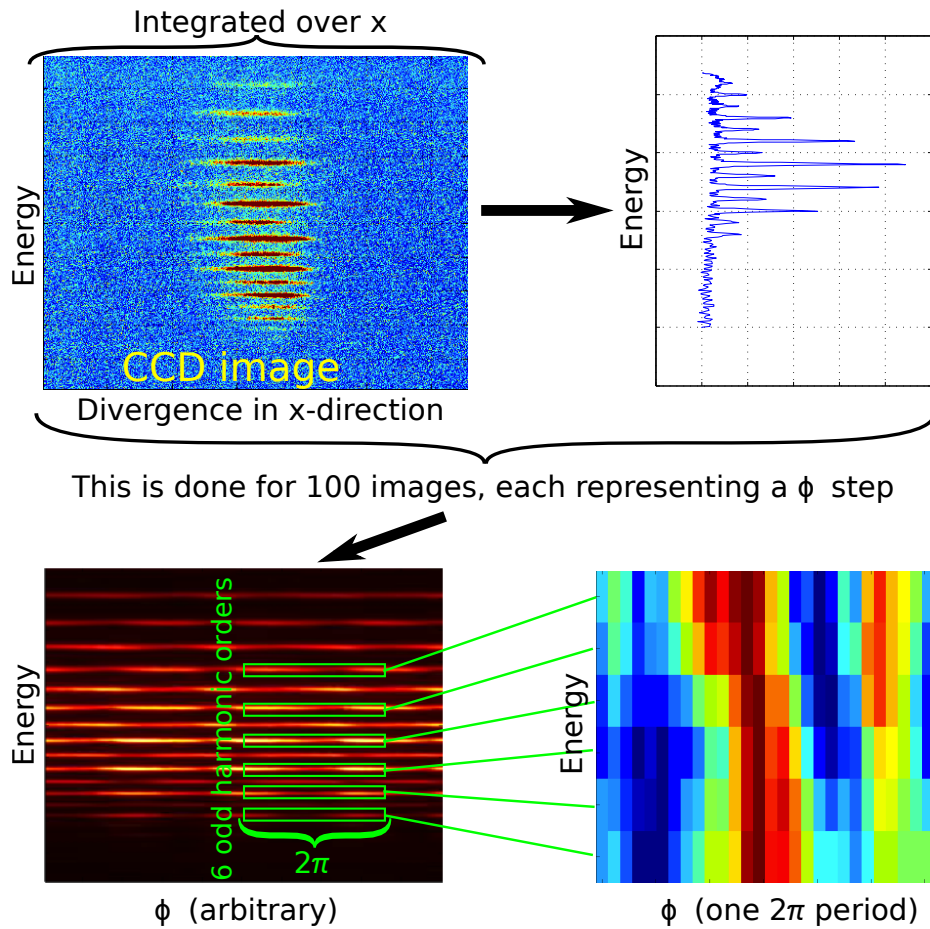 Integrated over x
Energy
CCD image
Divergence in x-direction
Energy
This is done for 100 images, each representing a ϕ step
Energy
6 odd harmonic orders
2π
ϕ (arbitrary)
Energy
ϕ (one 2π period)